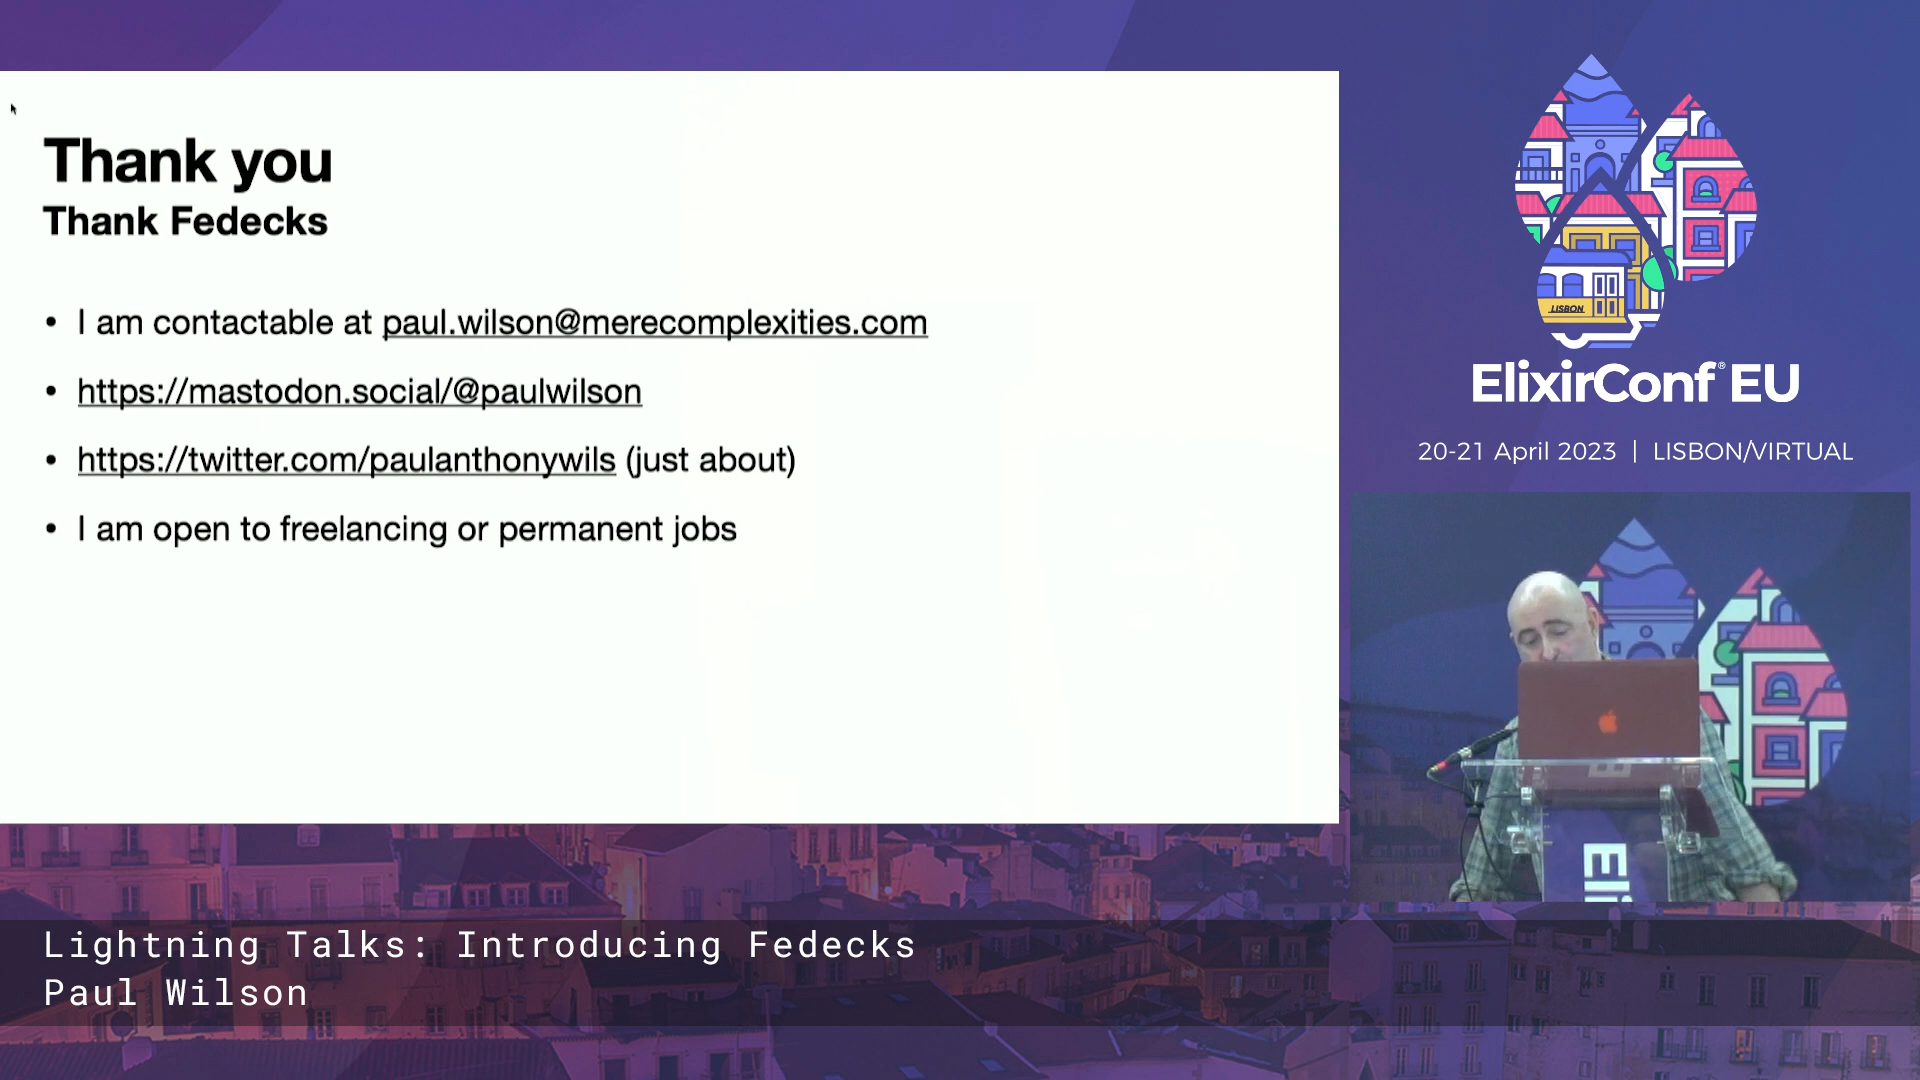 Thank you
Thank Fedecks
• I am contactable at paul.wilson@merecomplexities.com
• https://mastodon.social/@paulwilson
• https://twitter.com/paulanthonywils (just about)
• I am open to freelancing or permanent jobs
LISBON
ElixirConf® EU
20-21 April 2023 | LISBON/VIRTUAL
Eli
Lightning Talks: Introducing Fedecks
Paul Wilson